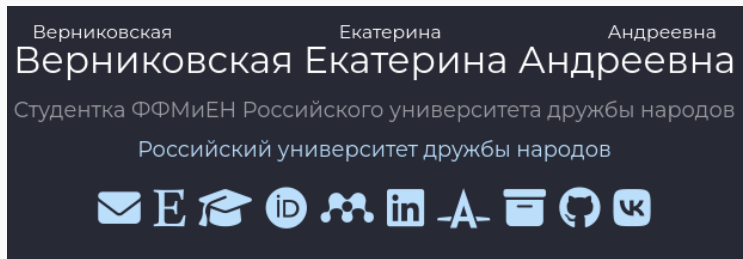 Верниковская Екатерина Андреевна
Верниковская Екатерина Андреевна
Студентка ФФМиЕН Российского университета дружбы народов
Российский университет дружбы народов